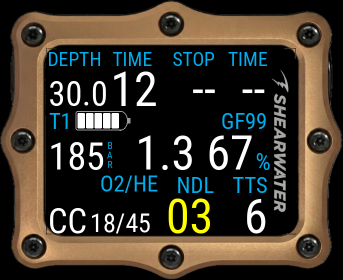 DEPTH TIME STOP TIME
30.0 12 -- --
T1 GF99
185 BAR 1.3 67%
O2/HE NDL TTS
CC 18/45 03 6
SHEARWATER